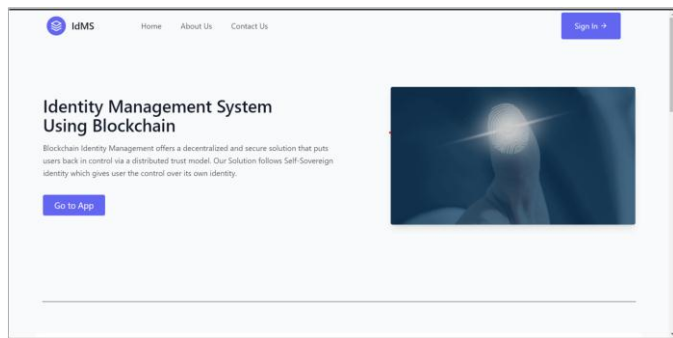 IdMS
Home
About Us
Contact Us
Sign In →
Identity Management System
Using Blockchain
Blockchain Identity Management offers a decentralized and secure solution that puts
users back in control via a distributed trust model. Our Solution follows Self-Sovereign
identity which gives user the control over its own identity.
Go to App